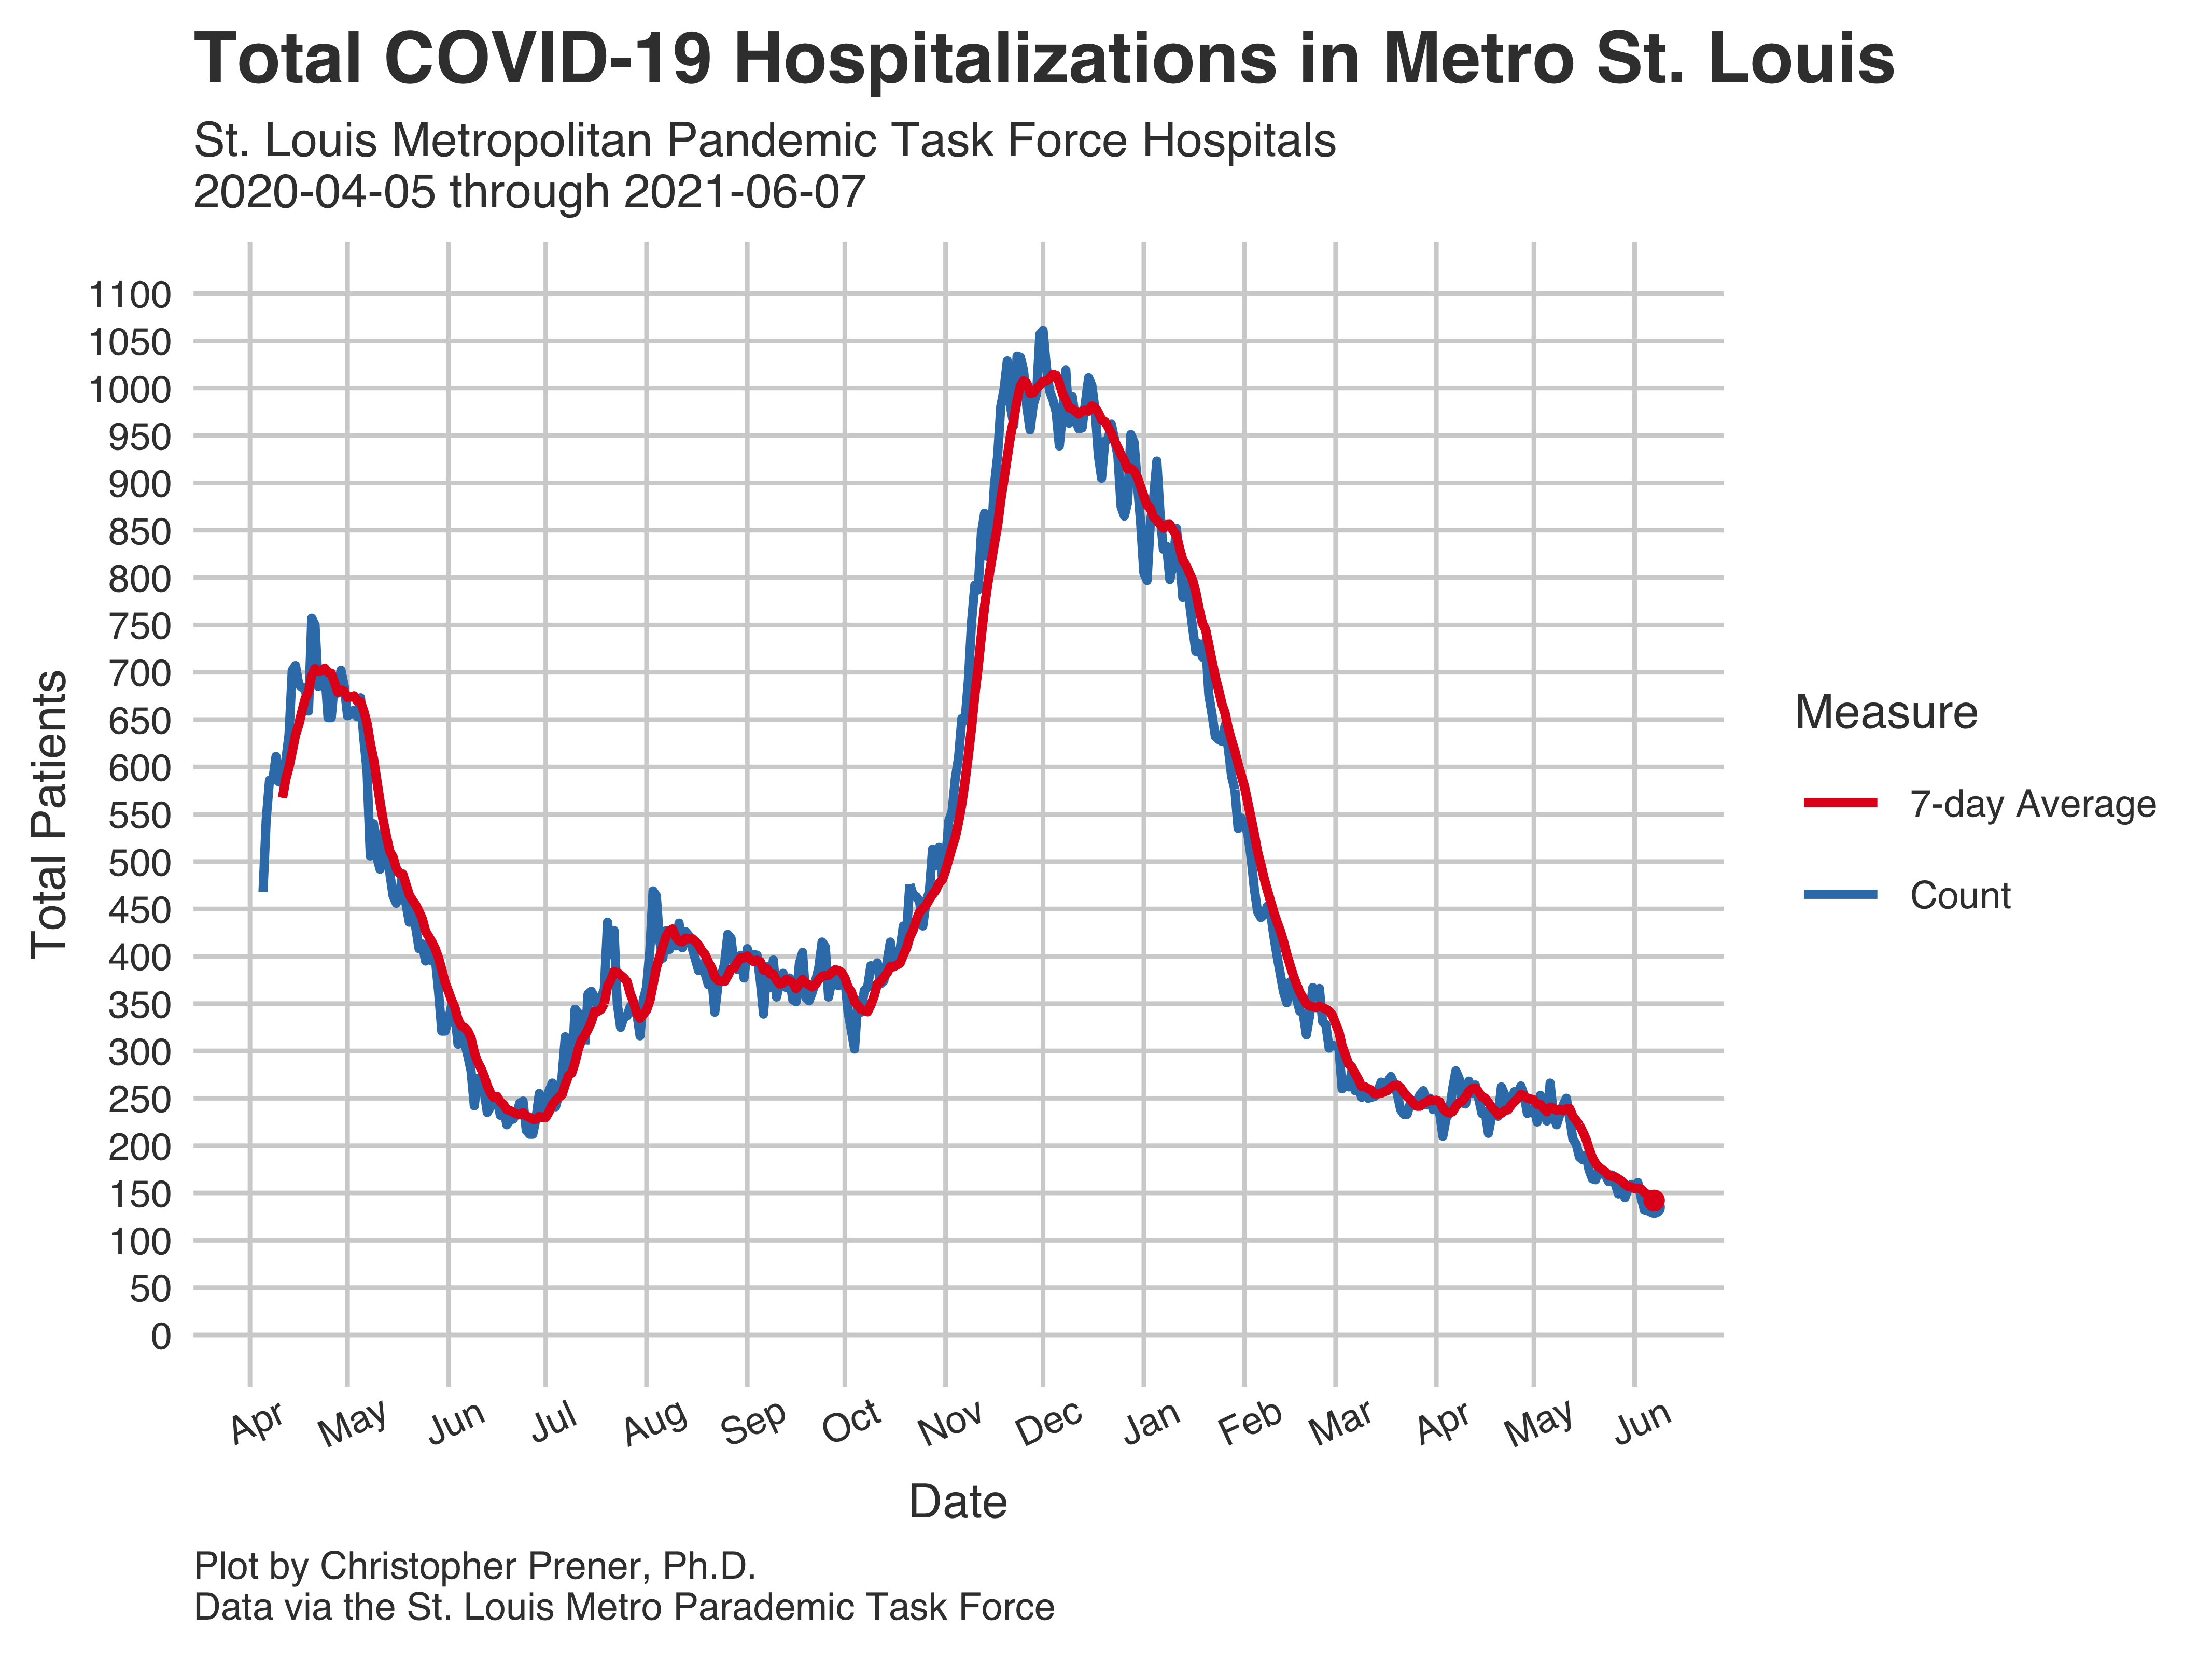 Total COVID-19 Hospitalizations in Metro St. Louis
St. Louis Metropolitan Pandemic Task Force Hospitals
2020-04-05 through 2021-06-07
1100
1050
1000
950
900
850
800
750
700
650
600
550
500
450
400
350
300
250
200
150
100
50
0
Total Patients
Apr May Jun Jul Aug Sep Oct Nov Dec Jan Feb Mar Apr May Jun
Date
Measure
7-day Average
Count
Plot by Christopher Prener, Ph.D.
Data via the St. Louis Metro Parademic Task Force